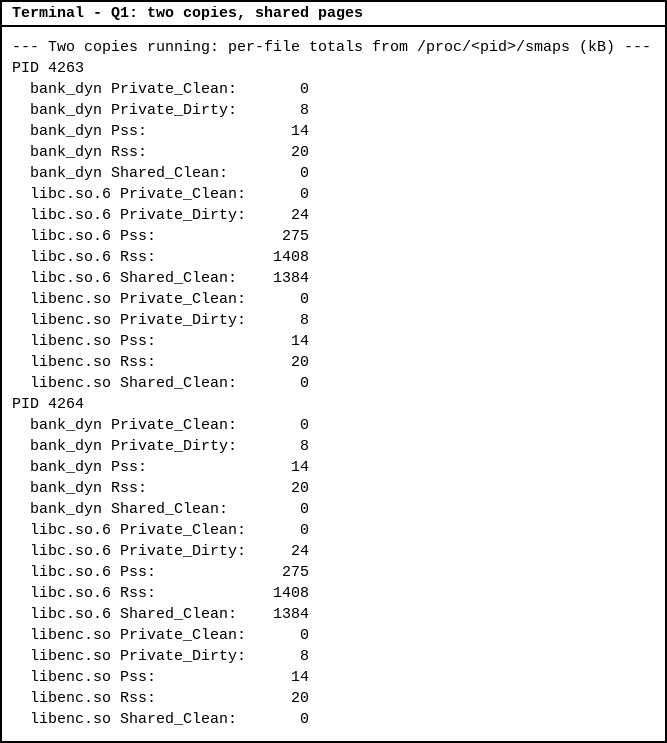 Terminal - Q1: two copies, shared pages
--- Two copies running: per-file totals from /proc/<pid>/smaps (kB) ---
PID 4263
  bank_dyn Private_Clean:       0
  bank_dyn Private_Dirty:       8
  bank_dyn Pss:                14
  bank_dyn Rss:                20
  bank_dyn Shared_Clean:        0
  libc.so.6 Private_Clean:      0
  libc.so.6 Private_Dirty:     24
  libc.so.6 Pss:              275
  libc.so.6 Rss:             1408
  libc.so.6 Shared_Clean:    1384
  libenc.so Private_Clean:      0
  libenc.so Private_Dirty:      8
  libenc.so Pss:               14
  libenc.so Rss:               20
  libenc.so Shared_Clean:       0
PID 4264
  bank_dyn Private_Clean:       0
  bank_dyn Private_Dirty:       8
  bank_dyn Pss:                14
  bank_dyn Rss:                20
  bank_dyn Shared_Clean:        0
  libc.so.6 Private_Clean:      0
  libc.so.6 Private_Dirty:     24
  libc.so.6 Pss:              275
  libc.so.6 Rss:             1408
  libc.so.6 Shared_Clean:    1384
  libenc.so Private_Clean:      0
  libenc.so Private_Dirty:      8
  libenc.so Pss:               14
  libenc.so Rss:               20
  libenc.so Shared_Clean:       0